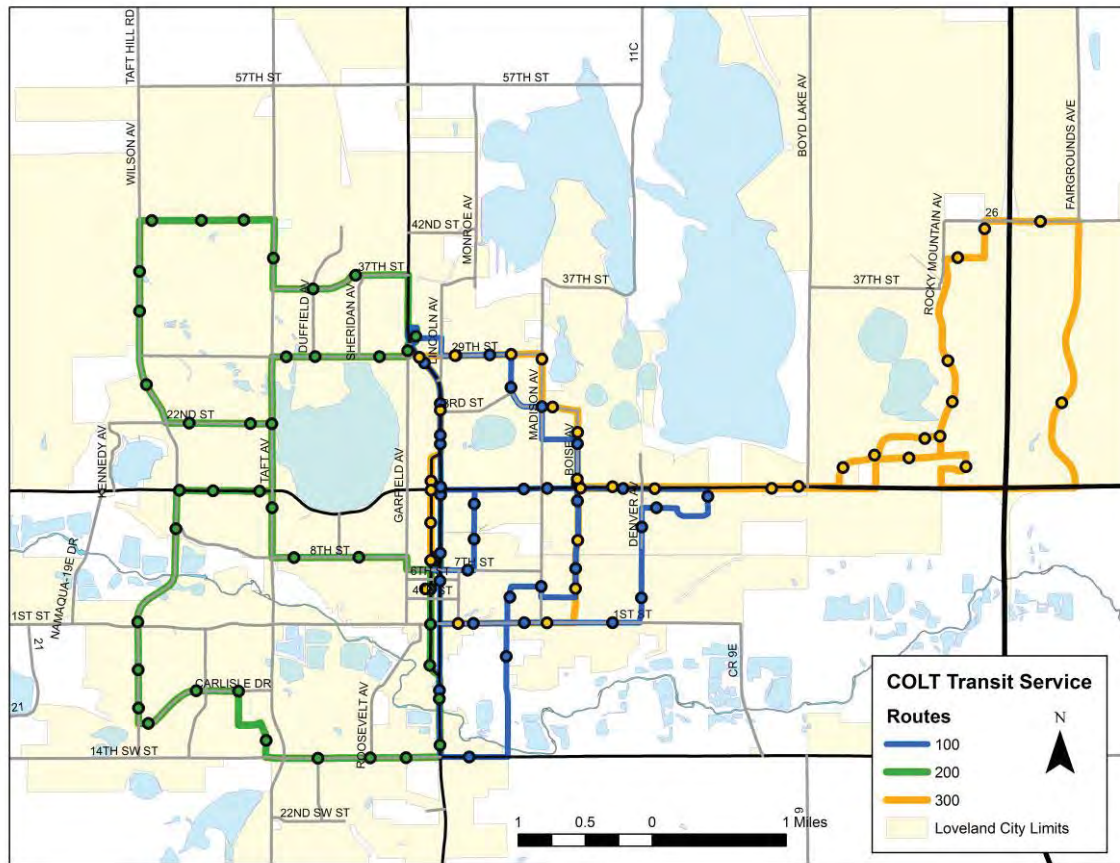 TAFT HILL RD
57TH ST
57TH ST
11C
BOYD LAKE AV
FAIRGROUNDS AVE
WILSON AV
MONROE AV
ROCKY MOUNTAIN AV
26
42ND ST
37TH ST
37TH ST
37TH ST
DUFFIELD AV
SHERIDAN AV
LINCOLN AV
29TH ST
3RD ST
MADISON AV
22ND ST
KENNEDY AV
TAFT AV
GARFIELD AV
BOISE AV
DENVER AV
NAMAQUA-19E DR
8TH ST
7TH ST
6TH ST
1ST ST
1ST ST
21
CR 9E
CARLISLE DR
ROOSEVELT AV
21
14TH SW ST
22ND SW ST
COLT Transit Service
Routes
N
100
200
300
Loveland City Limits
1 0.5 0 1 Miles
9